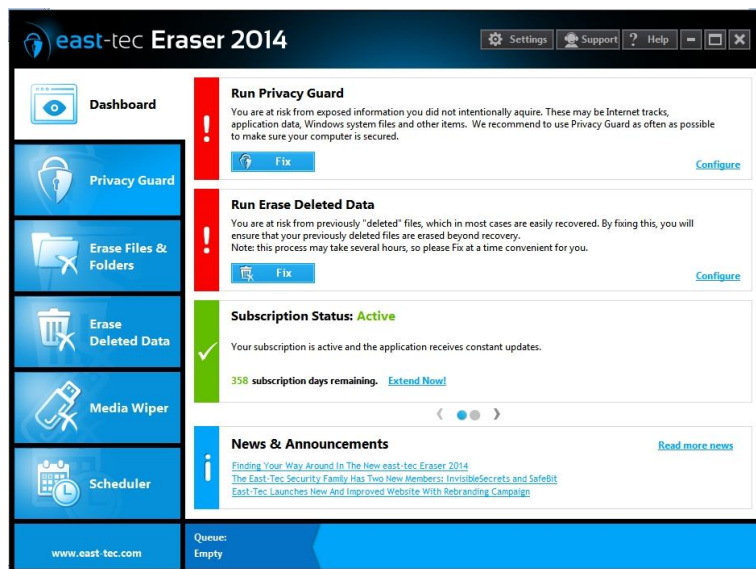 east-tec Eraser 2014
Settings
Support
Help
Dashboard
Privacy Guard
Erase Files &
Folders
Erase
Deleted Data
Media Wiper
Scheduler
www.east-tec.com
Run Privacy Guard
You are at risk from exposed information you did not intentionally aquire. These may be Internet tracks,
application data, Windows system files and other items. We recommend to use Privacy Guard as often as possible
to make sure your computer is secured.
Fix
Configure
Run Erase Deleted Data
You are at risk from previously "deleted" files, which in most cases are easily recovered. By fixing this, you will
ensure that your previously deleted files are erased beyond recovery.
Note: this process may take several hours, so please Fix at a time convenient for you.
Fix
Configure
Subscription Status: Active
Your subscription is active and the application receives constant updates.
358 subscription days remaining. Extend Now!
News & Announcements
Read more news
Finding Your Way Around In The New east-tec Eraser 2014
The East-Tec Security Family Has Two New Members: InvisibleSecrets and SafeBit
East-Tec Launches New And Improved Website With Rebranding Campaign
Queue:
Empty